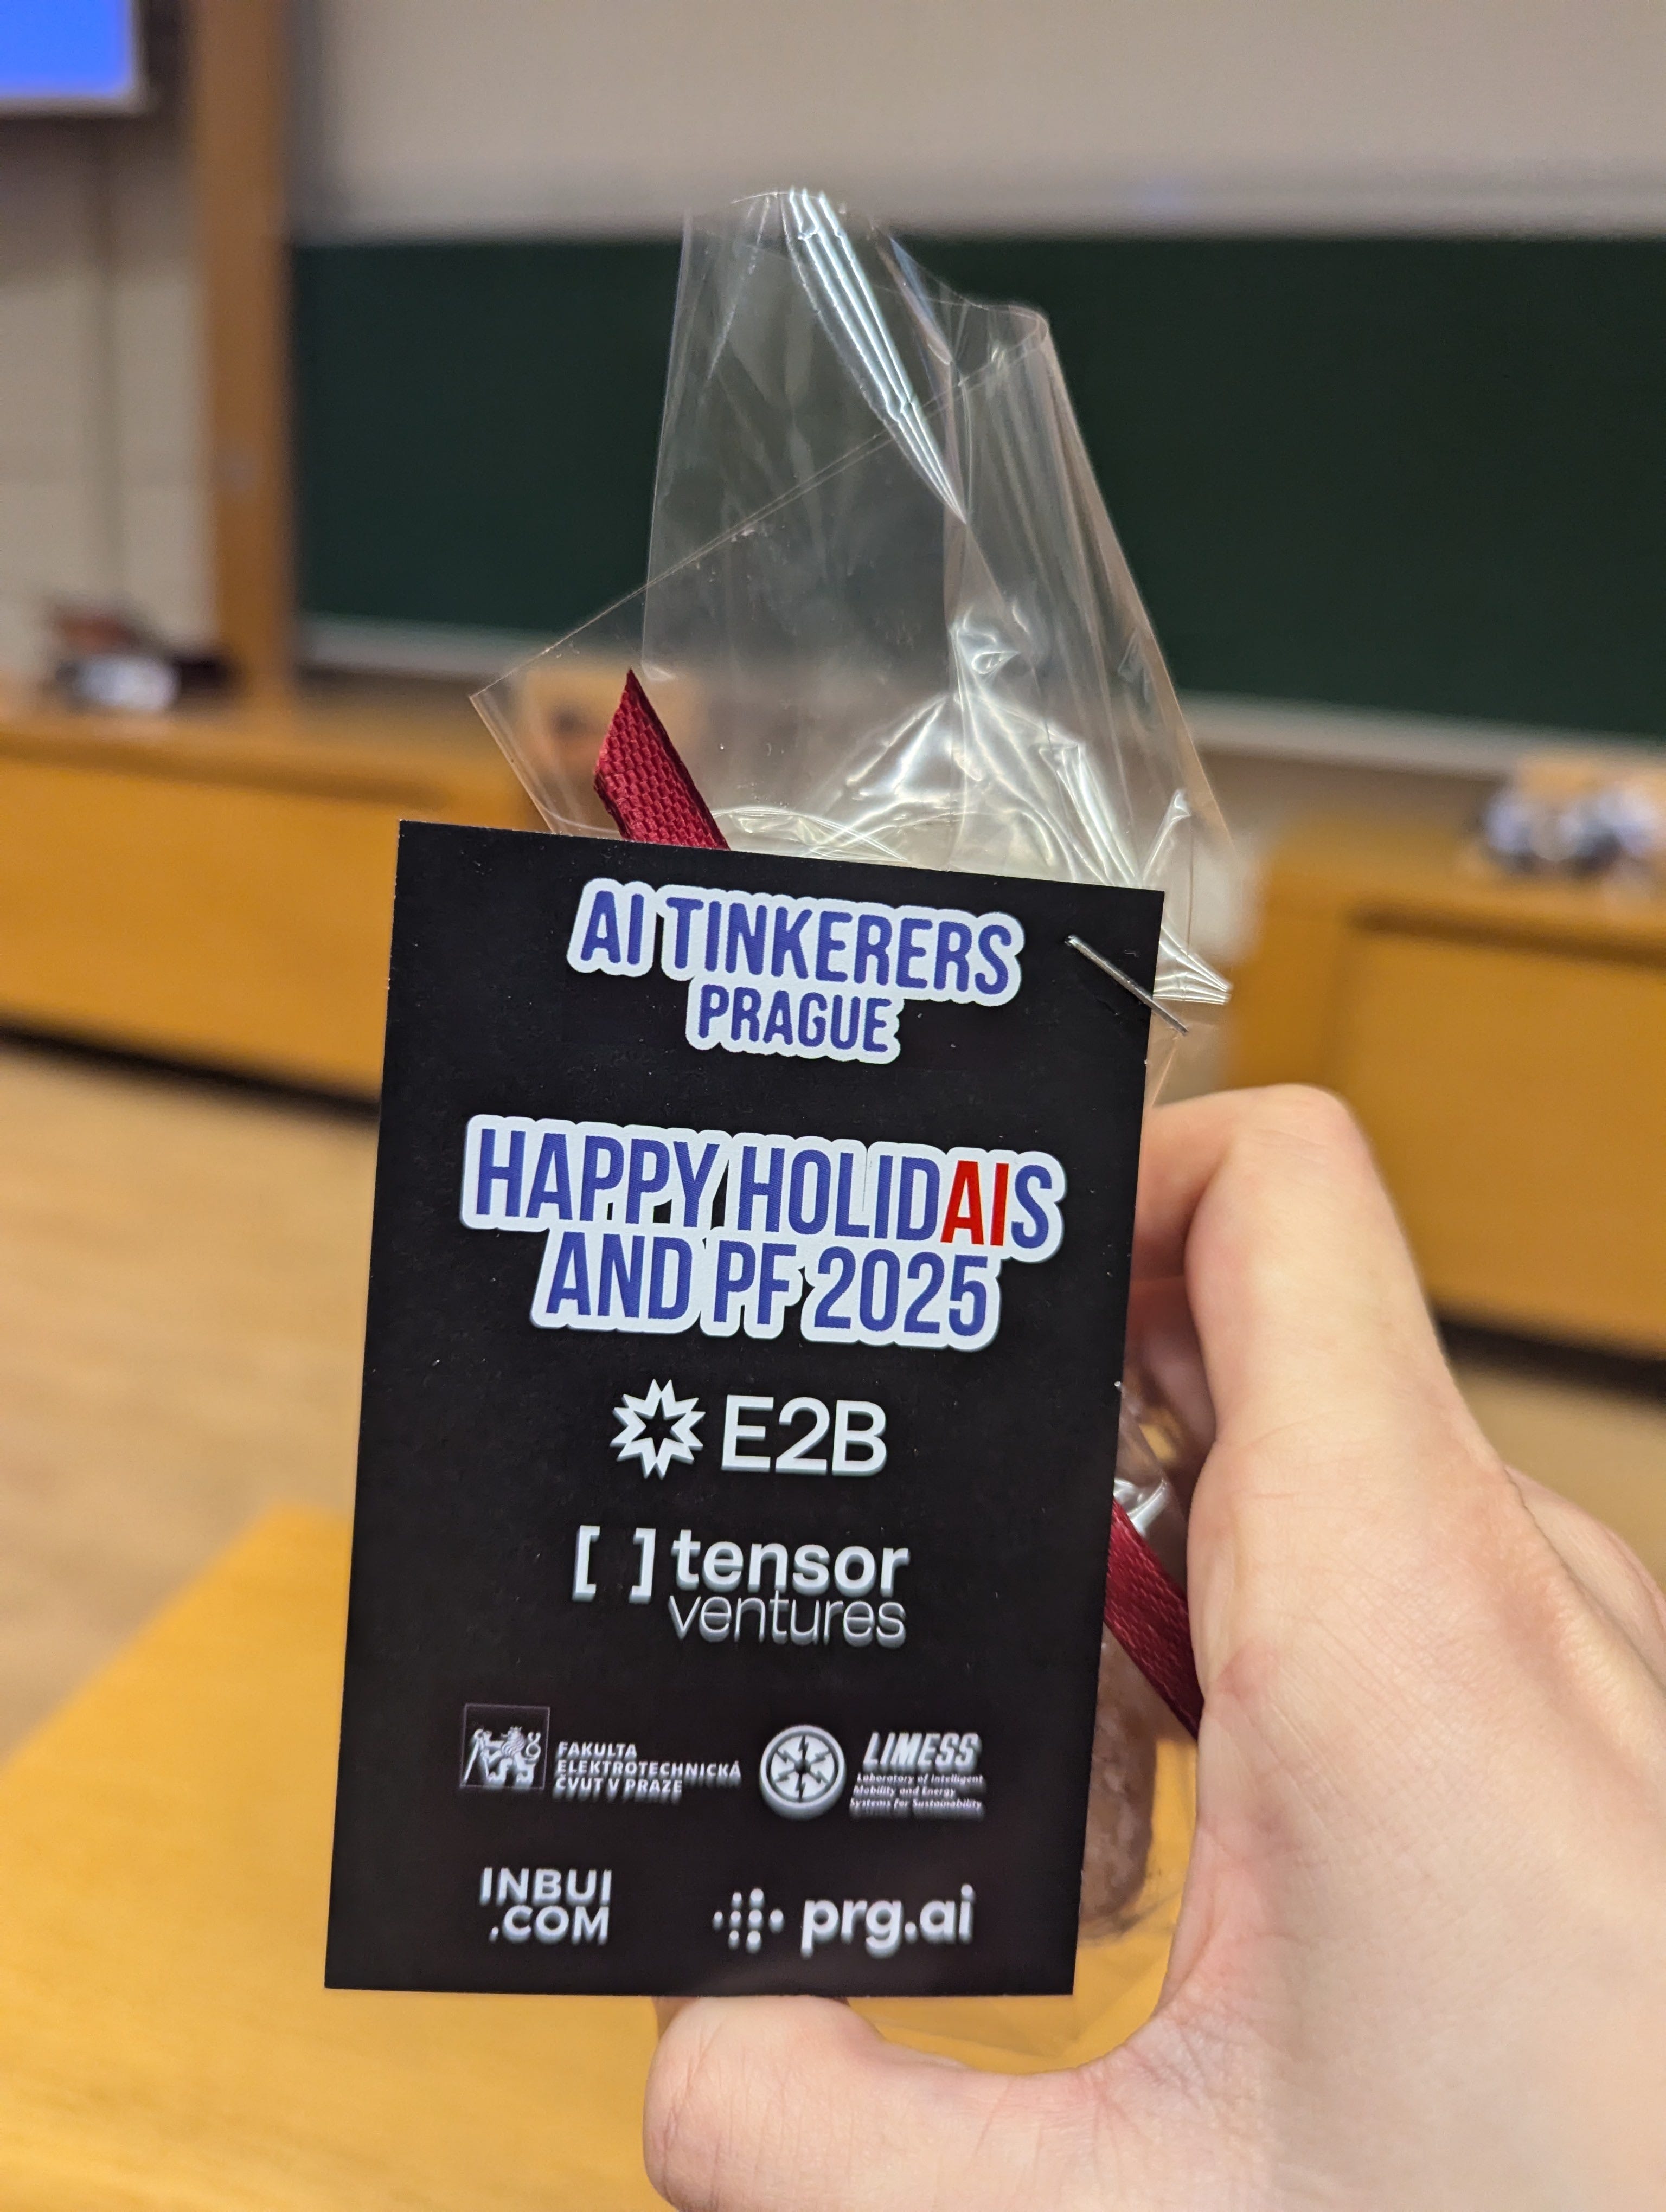 AI TINKERERS
PRAGUE
HAPPY HOLIDAIS
AND PF 2025
E2B
[ ] tensor
ventures
FAKULTA
ELEKTROTECHNICKÁ
ČVUT V PRAZE
LIMESS
Laboratory of Intelligent
Mobility and Energy
Systems for Sustainability
INBUI
.COM
prg.ai